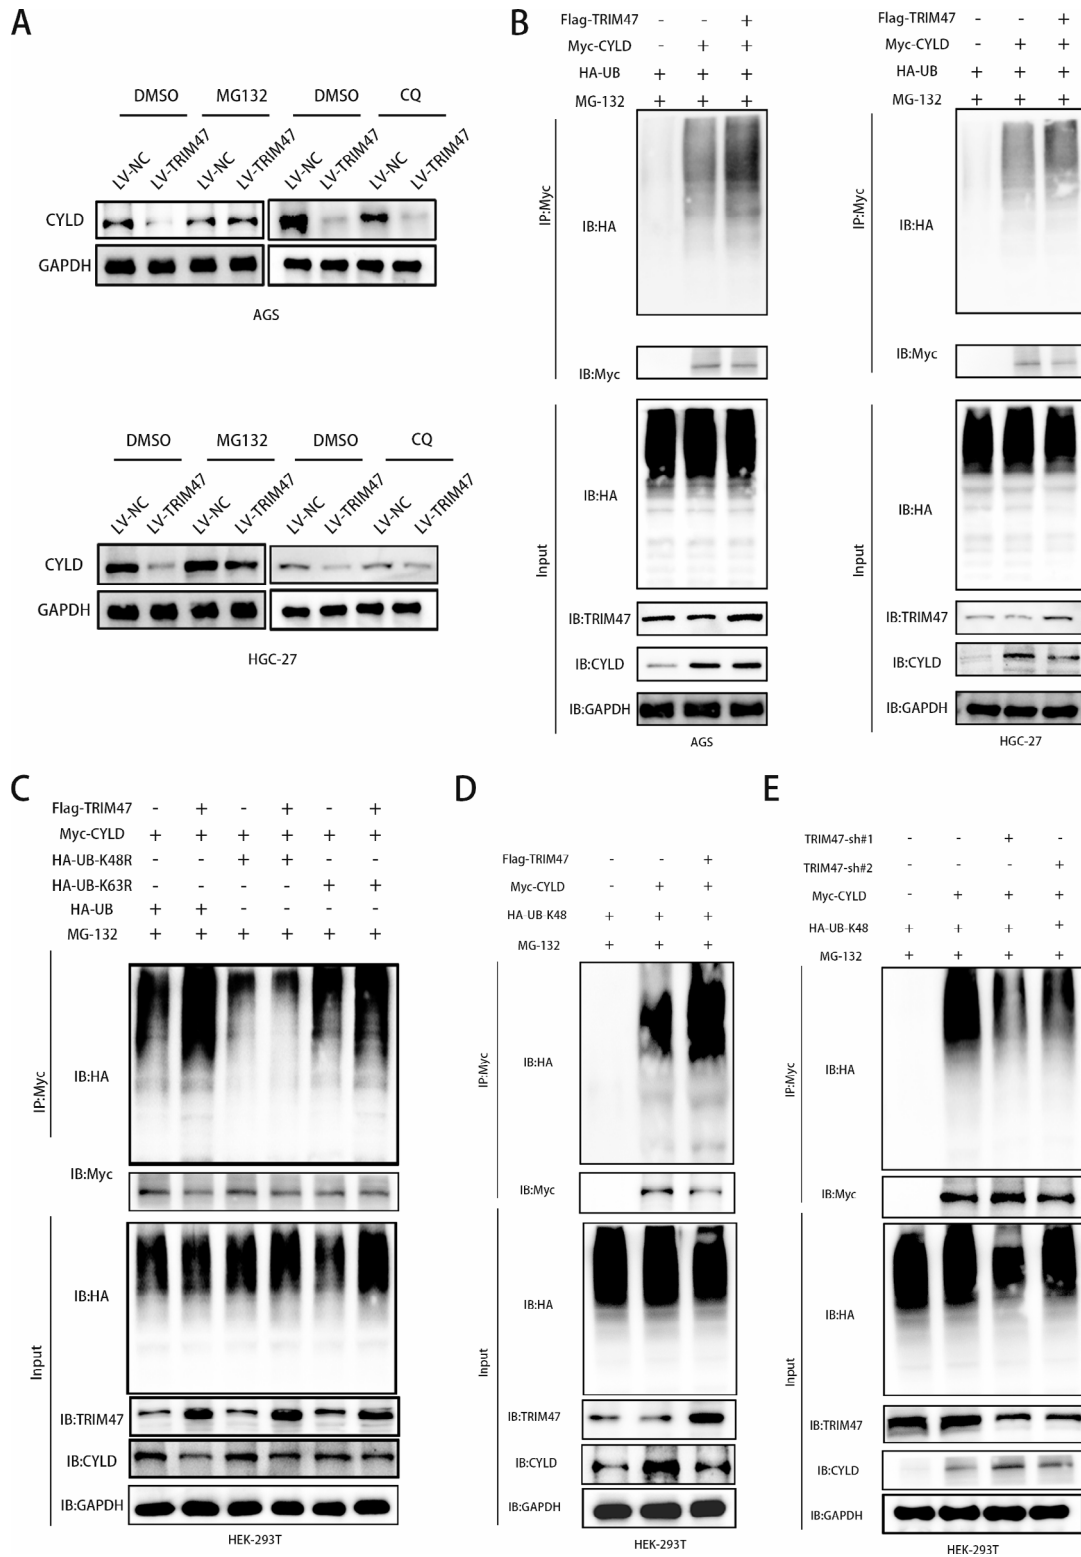 A
DMSO MG132 DMSO CQ
LV-NC LV-TRIM47 LV-NC LV-TRIM47 LV-NC LV-TRIM47 LV-NC LV-TRIM47
CYLD
GAPDH
AGS
DMSO MG132 DMSO CQ
LV-NC LV-TRIM47 LV-NC LV-TRIM47 LV-NC LV-TRIM47 LV-NC LV-TRIM47
CYLD
GAPDH
HGC-27
B
Flag-TRIM47 - - +
Myc-CYLD - + +
HA-UB + + +
MG-132 + + +
IP:Myc
IB:HA
IB:Myc
Input
IB:HA
IB:TRIM47
IB:CYLD
IB:GAPDH
AGS
Flag-TRIM47 - - +
Myc-CYLD - + +
HA-UB + + +
MG-132 + + +
IP:Myc
IB:HA
IB:Myc
Input
IB:HA
IB:TRIM47
IB:CYLD
IB:GAPDH
HGC-27
C
Flag-TRIM47 - + - + - +
Myc-CYLD + + + + + +
HA-UB-K48R - - + + - -
HA-UB-K63R - - - - + +
HA-UB + + - - - -
MG-132 + + + + + +
IP:Myc
IB:HA
IB:Myc
Input
IB:HA
IB:TRIM47
IB:CYLD
IB:GAPDH
HEK-293T
D
Flag-TRIM47 - - +
Myc-CYLD - + +
HA-UB-K48 + + +
MG-132 + + +
IP:Myc
IB:HA
IB:Myc
Input
IB:HA
IB:TRIM47
IB:CYLD
IB:GAPDH
HEK-293T
E
TRIM47-sh#1 - - + -
TRIM47-sh#2 - - - +
Myc-CYLD - + + +
HA-UB-K48 + + + +
MG-132 + + + +
IP:Myc
IB:HA
IB:Myc
Input
IB:HA
IB:TRIM47
IB:CYLD
IB:GAPDH
HEK-293T